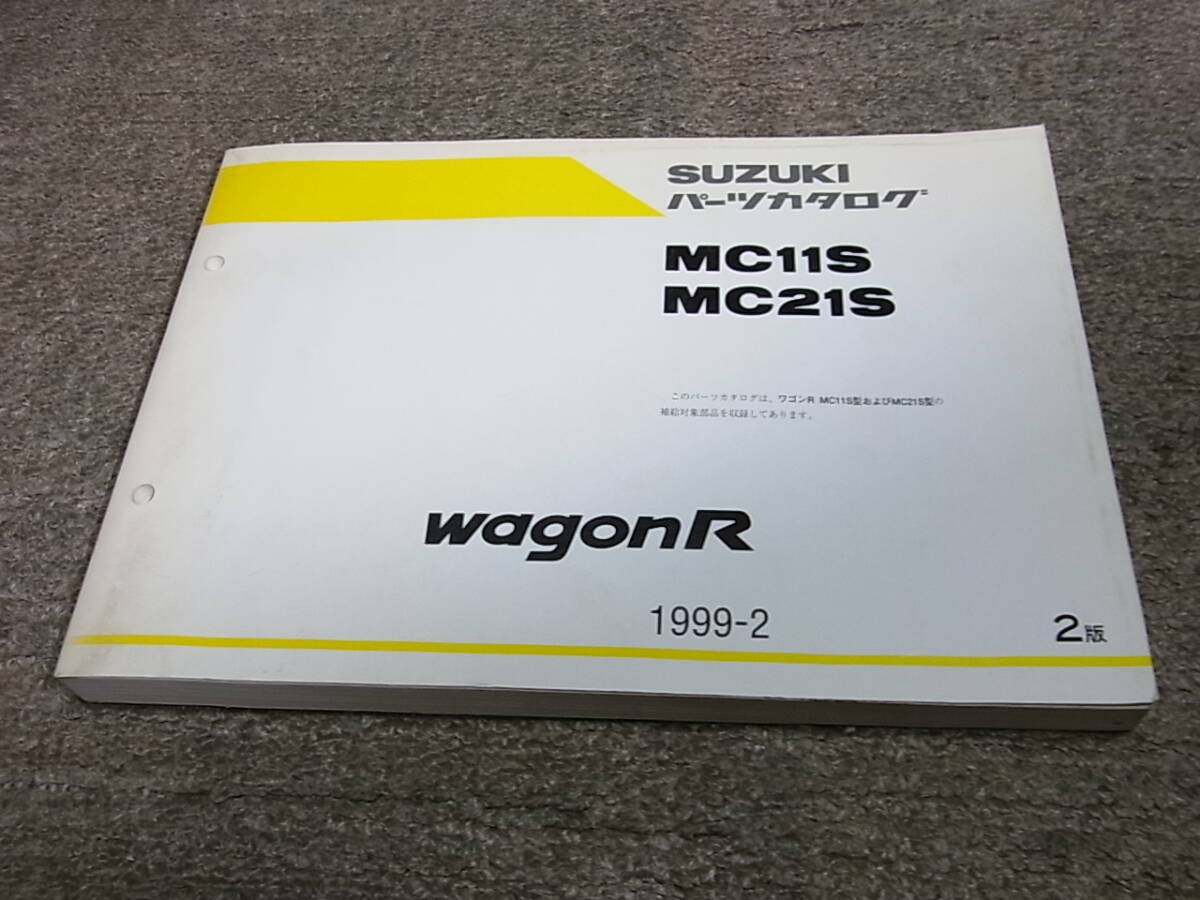 SUZUKI
パーツカタログ
MC11S
MC21S
このパーツカタログは、ワゴンR MC11S型およびMC21S型の
補給対象部品を収録してあります。
wagonR
1999-2
2版